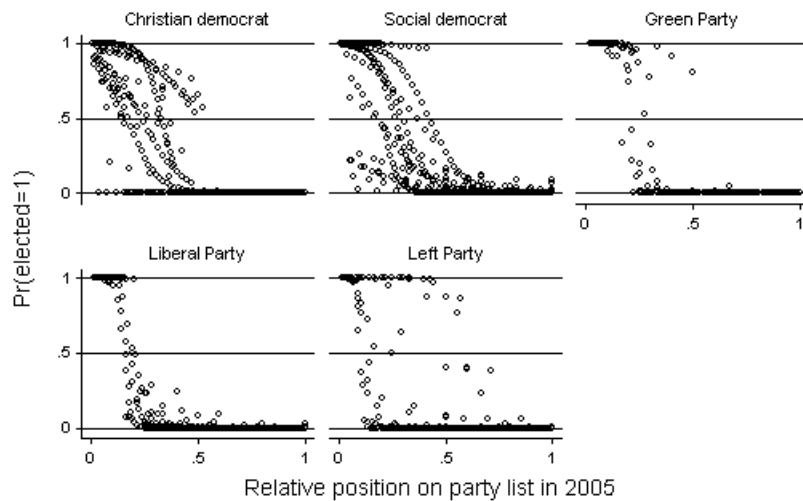 Christian democrat
Social democrat
Green Party
1
.5
0
0
.5
1
Liberal Party
Left Party
1
.5
0
0
.5
1
0
.5
1
Pr(elected=1)
Relative position on party list in 2005